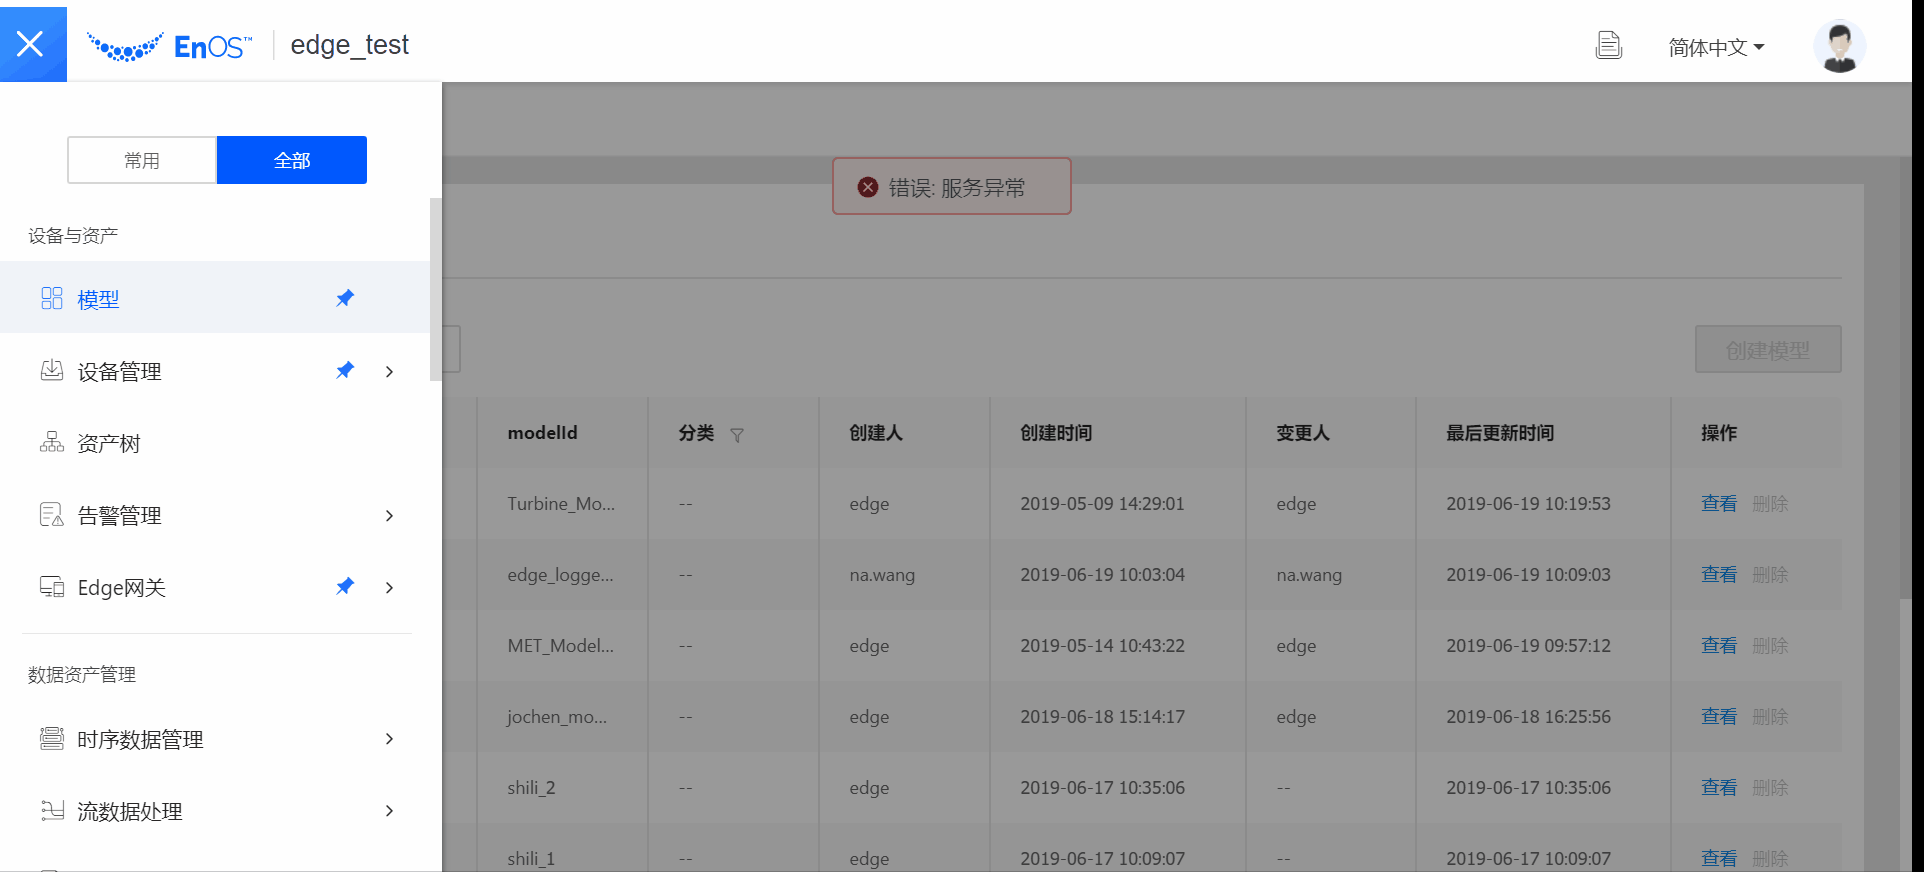 EnOS™ edge_test 简体中文
常用 全部
错误: 服务异常
设备与资产
模型
设备管理
资产树
告警管理
Edge网关
数据资产管理
时序数据管理
流数据处理
创建模型
modelId 分类 创建人 创建时间 变更人 最后更新时间 操作
Turbine_Mo... -- edge 2019-05-09 14:29:01 edge 2019-06-19 10:19:53 查看 删除
edge_logge... -- na.wang 2019-06-19 10:03:04 na.wang 2019-06-19 10:09:03 查看 删除
MET_Model... -- edge 2019-05-14 10:43:22 edge 2019-06-19 09:57:12 查看 删除
jochen_mo... -- edge 2019-06-18 15:14:17 edge 2019-06-18 16:25:56 查看 删除
shili_2 -- edge 2019-06-17 10:35:06 -- 2019-06-17 10:35:06 查看 删除
shili_1 -- edge 2019-06-17 10:09:07 -- 2019-06-17 10:09:07 查看 删除